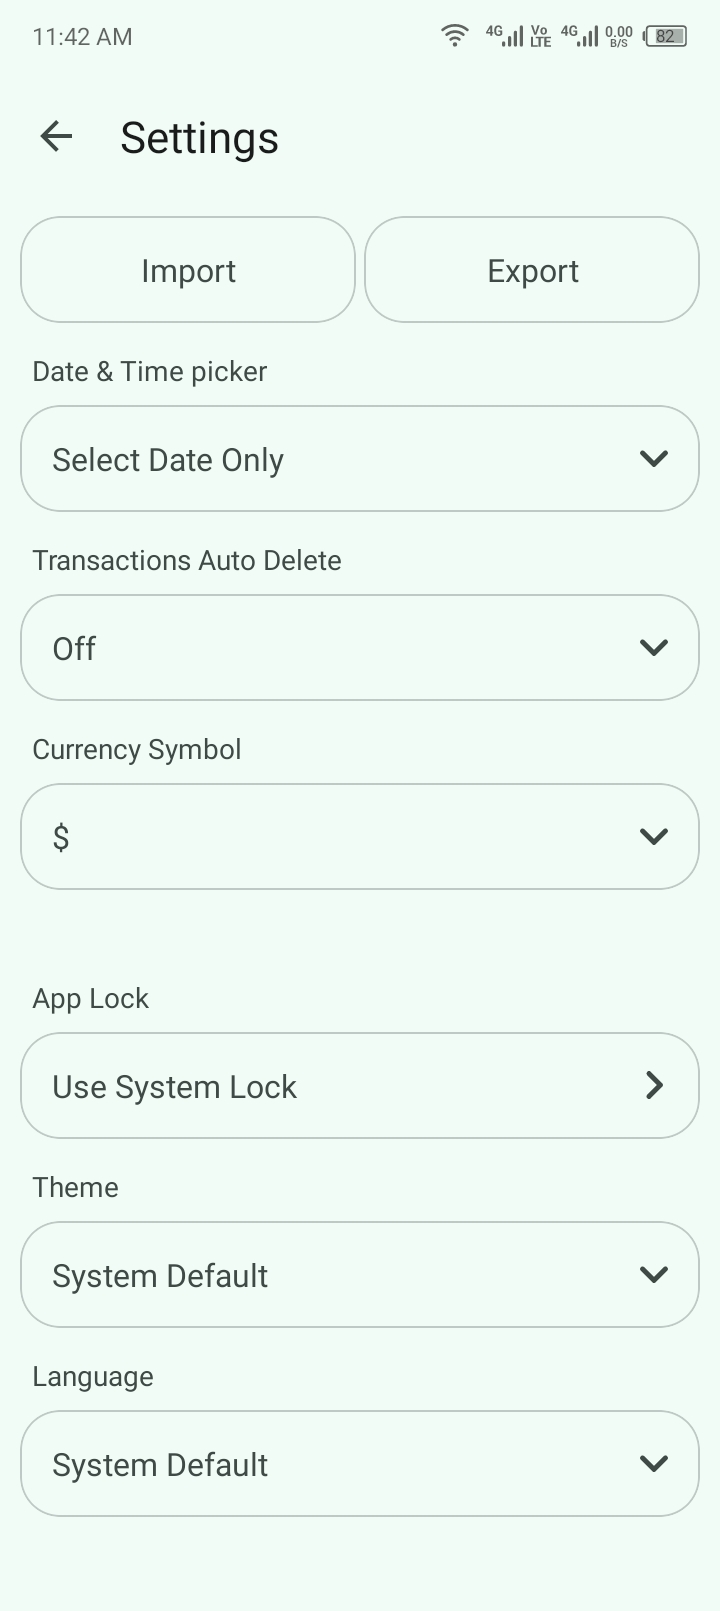 11:42 AM 4G Vo LTE 4G 0.00 B/S 82
Settings
Import Export
Date & Time picker
Select Date Only
Transactions Auto Delete
Off
Currency Symbol
$
App Lock
Use System Lock
Theme
System Default
Language
System Default